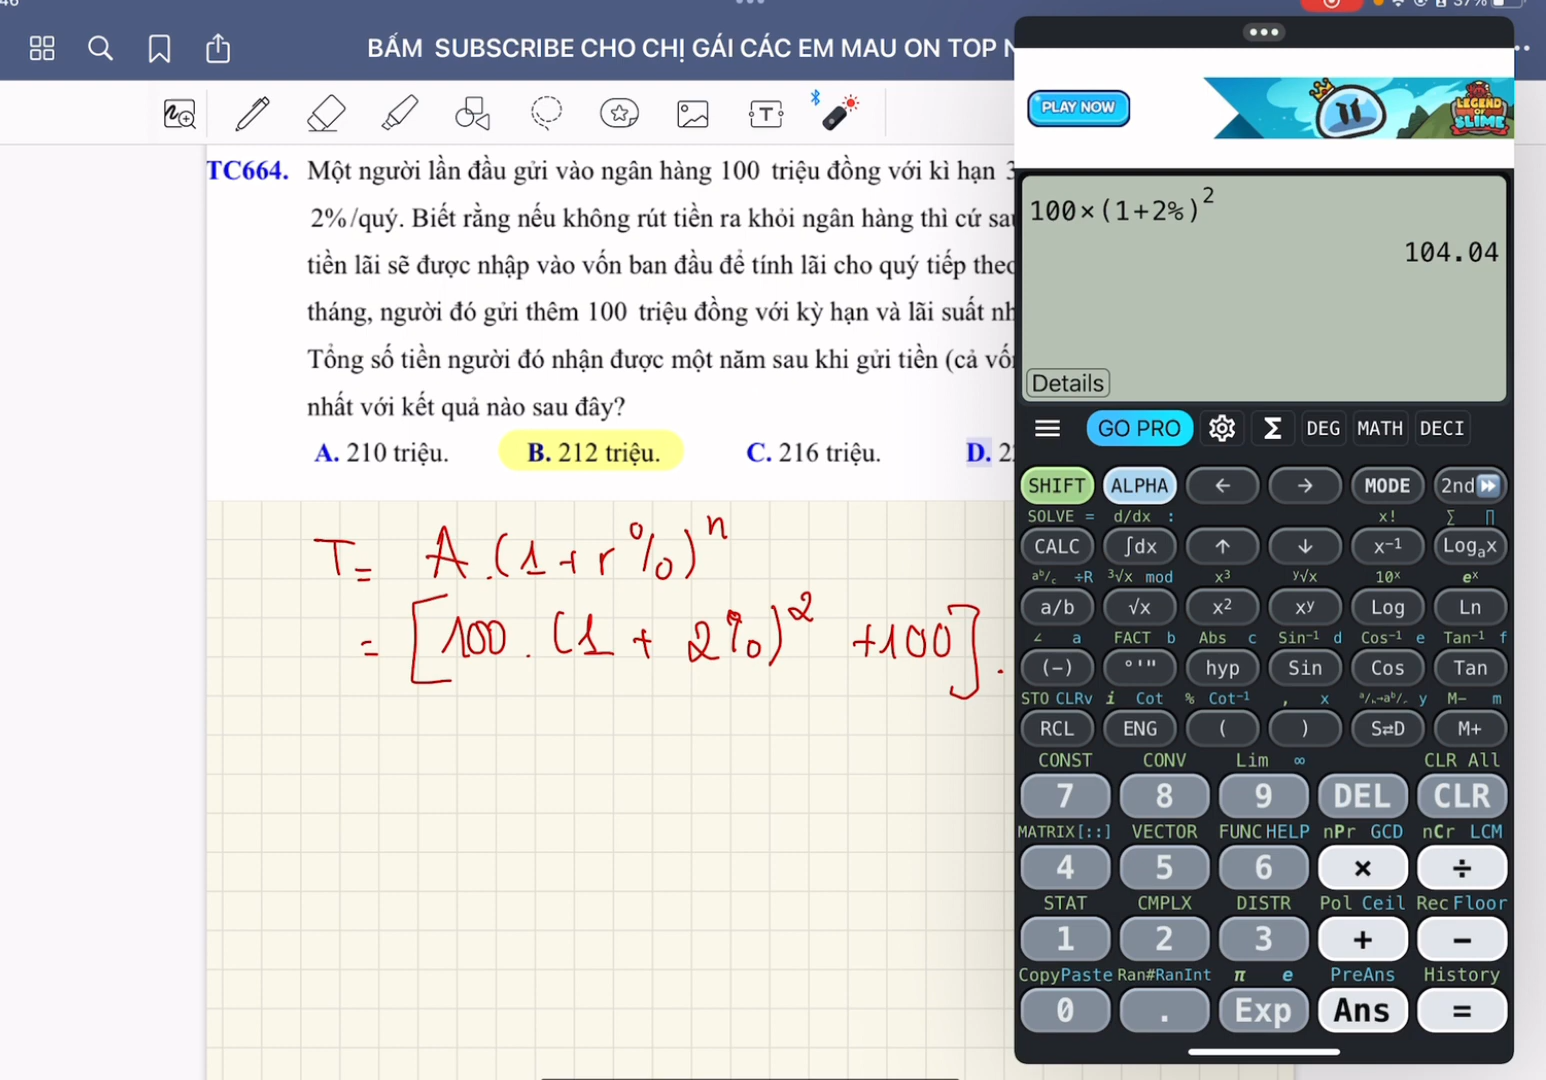 BẤM SUBSCRIBE CHO CHỊ GÁI CÁC EM MAU ON TOP
PLAY NOW
LEGEND OF SLIME
TC664. Một người lần đầu gửi vào ngân hàng 100 triệu đồng với kì hạn
2%/quý. Biết rằng nếu không rút tiền ra khỏi ngân hàng thì cứ
tiền lãi sẽ được nhập vào vốn ban đầu để tính lãi cho quý tiếp
tháng, người đó gửi thêm 100 triệu đồng với kỳ hạn và lãi suất
Tổng số tiền người đó nhận được một năm sau khi gửi tiền (cả
nhất với kết quả nào sau đây?
A. 210 triệu. B. 212 triệu. C. 216 triệu. D.
T = A.(1+r%)^n
= [100.(1+2%)^2 +100].
100×(1+2%)^2
104.04
Details
GO PRO Σ DEG MATH DECI
SHIFT ALPHA ← → MODE 2nd
SOLVE = d/dx : x! Σ ∏
CALC ∫dx ↑ ↓ x⁻¹ Logₐx
aᵇ/c ÷R ³√x mod x³ ʸ√x 10ˣ eˣ
a/b √x x² xʸ Log Ln
∠ a FACT b Abs c Sin⁻¹ d Cos⁻¹ e Tan⁻¹ f
(−) °'" hyp Sin Cos Tan
STO CLRv i Cot % Cot⁻¹ , x y M− m
RCL ENG ( ) S⇄D M+
CONST CONV Lim ∞ CLR All
7 8 9 DEL CLR
MATRIX[::] VECTOR FUNC HELP nPr GCD nCr LCM
4 5 6 × ÷
STAT CMPLX DISTR Pol Ceil Rec Floor
1 2 3 + −
Copy Paste Ran# RanInt π e PreAns History
0 . Exp Ans =